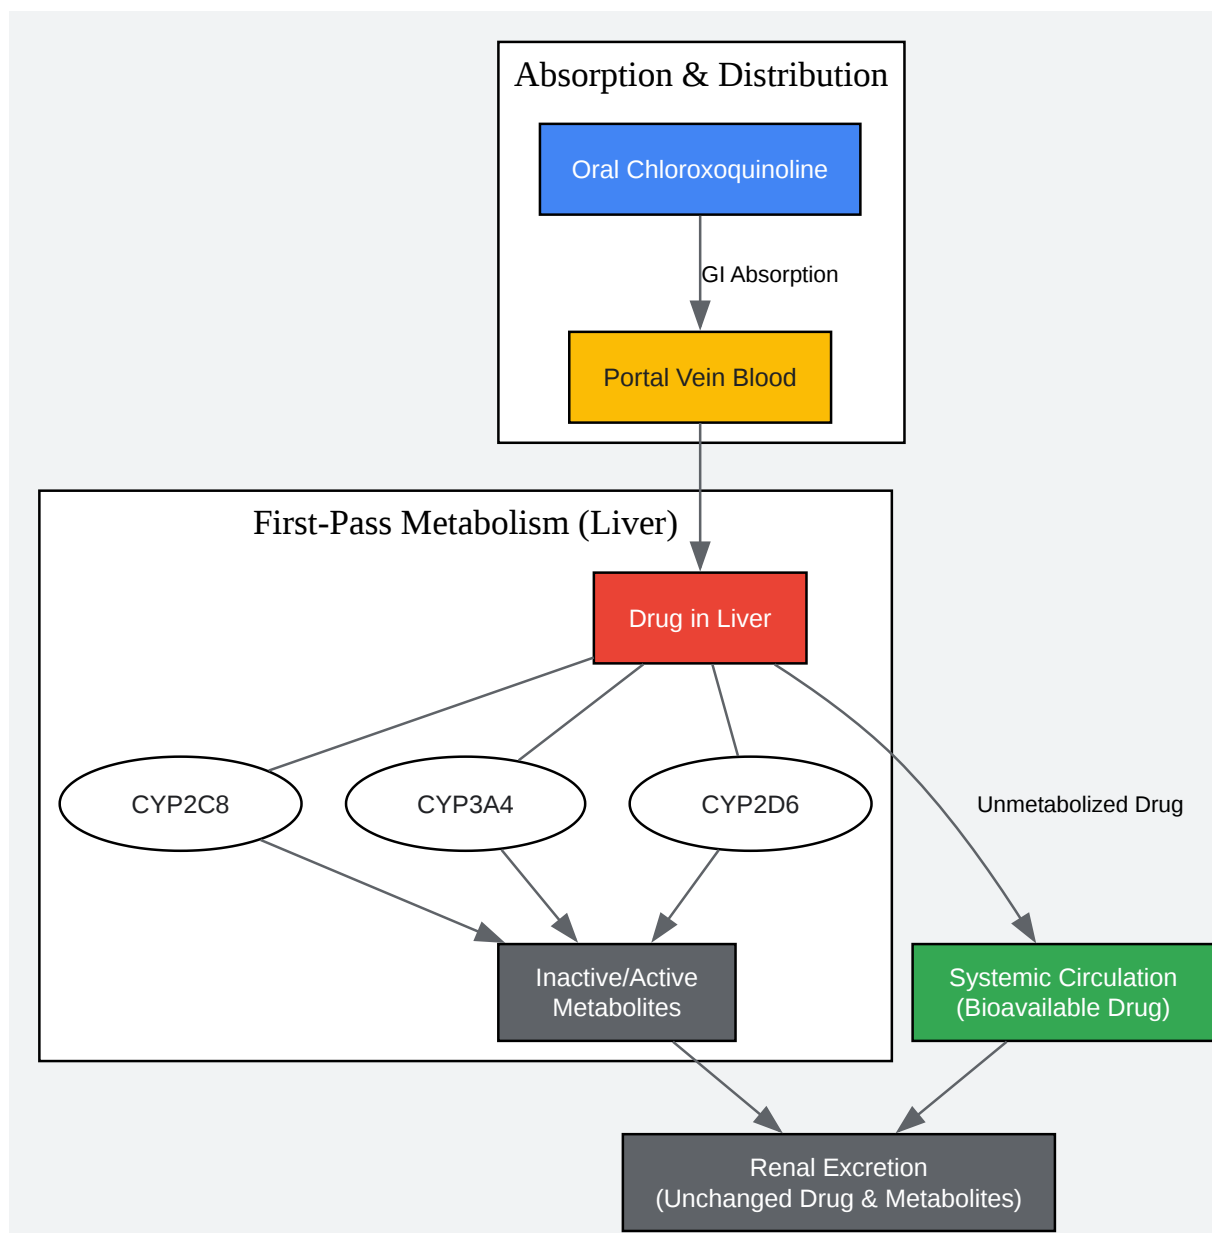 Absorption & Distribution
Oral Chloroxoquinoline
GI Absorption
Portal Vein Blood
First-Pass Metabolism (Liver)
Drug in Liver
CYP2C8
CYP3A4
CYP2D6
Unmetabolized Drug
Inactive/Active
Metabolites
Systemic Circulation
(Bioavailable Drug)
Renal Excretion
(Unchanged Drug & Metabolites)